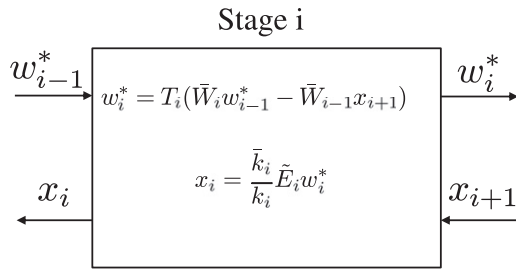 Stage i
w*_{i−1}
w*_i
w*_i = T_i(W̄_i w*_{i−1} − W̄_{i−1} x_{i+1})
x_i = (k̄_i / k_i) Ẽ_i w*_i
x_i
x_{i+1}